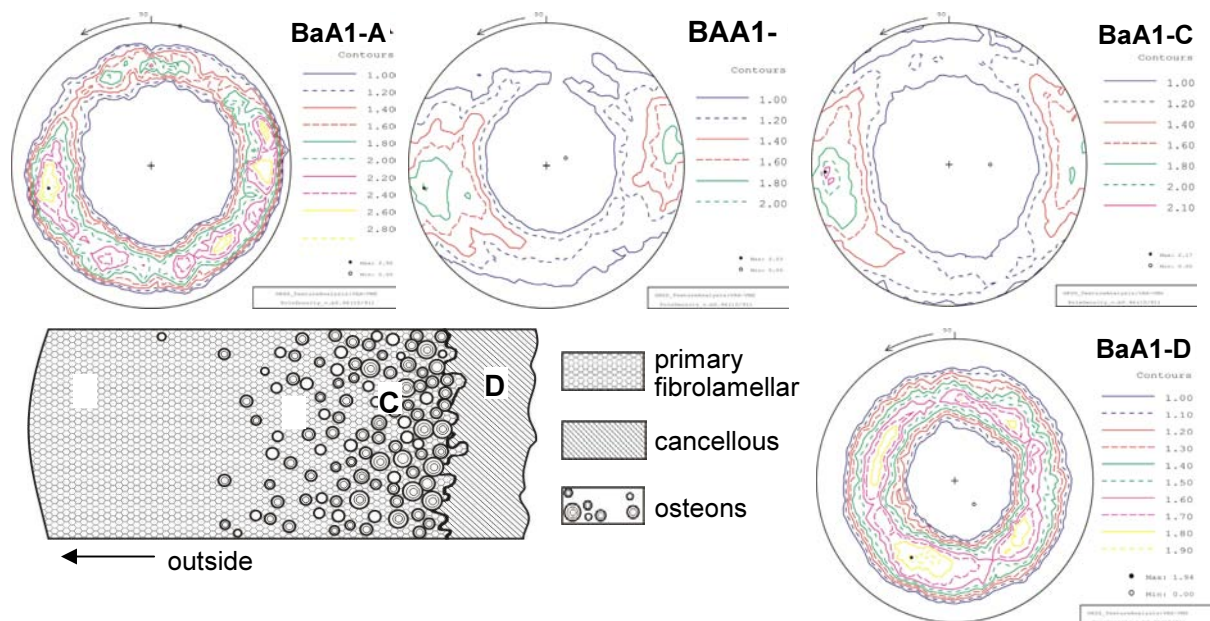 90
BaA1-A
Contours
1.00
1.20
1.40
1.60
1.80
2.00
2.20
2.40
2.60
2.80
90
BAA1-
Contours
1.00
1.20
1.40
1.60
1.80
2.00
90
BaA1-C
Contours
1.00
1.20
1.40
1.60
1.80
2.00
2.10
C
D
outside
primary
fibrolamellar
cancellous
osteons
90
BaA1-D
Contours
1.00
1.10
1.20
1.30
1.40
1.50
1.60
1.70
1.80
1.90
Max: 1.94
Min: 0.00